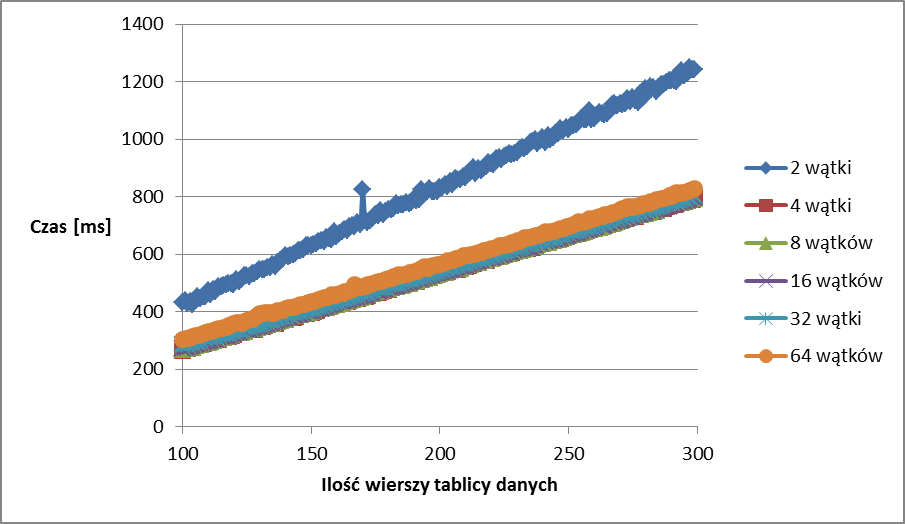 1400
1200
1000
800
600
400
200
0
Czas [ms]
100
150
200
250
300
Ilość wierszy tablicy danych
2 wątki
4 wątki
8 wątków
16 wątków
32 wątki
64 wątków